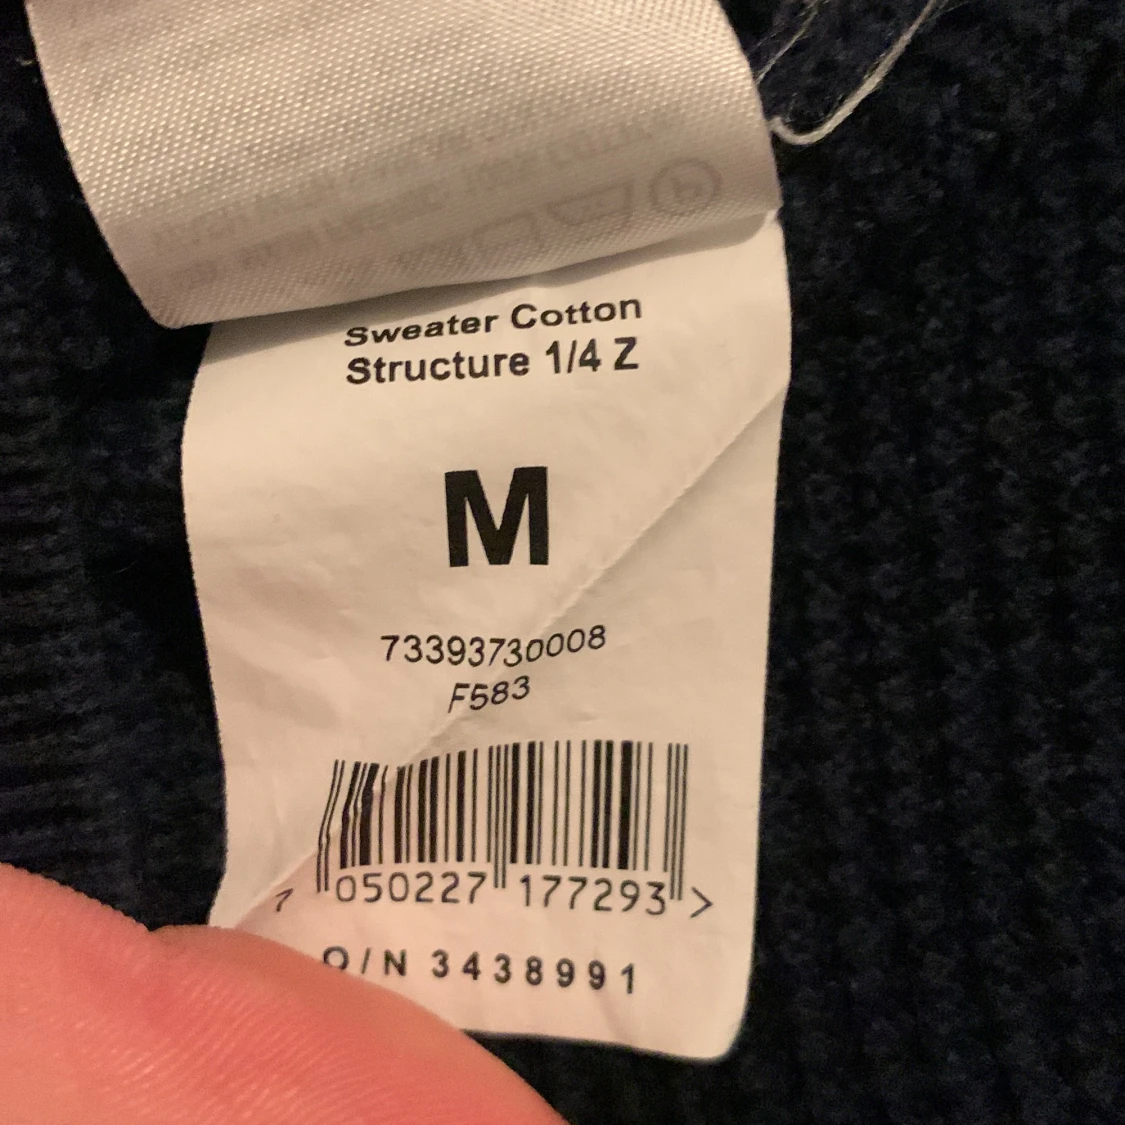 Sweater Cotton
Structure 1/4 Z
M
73393730008
F583
7 050227 177293 >
O/N 3438991